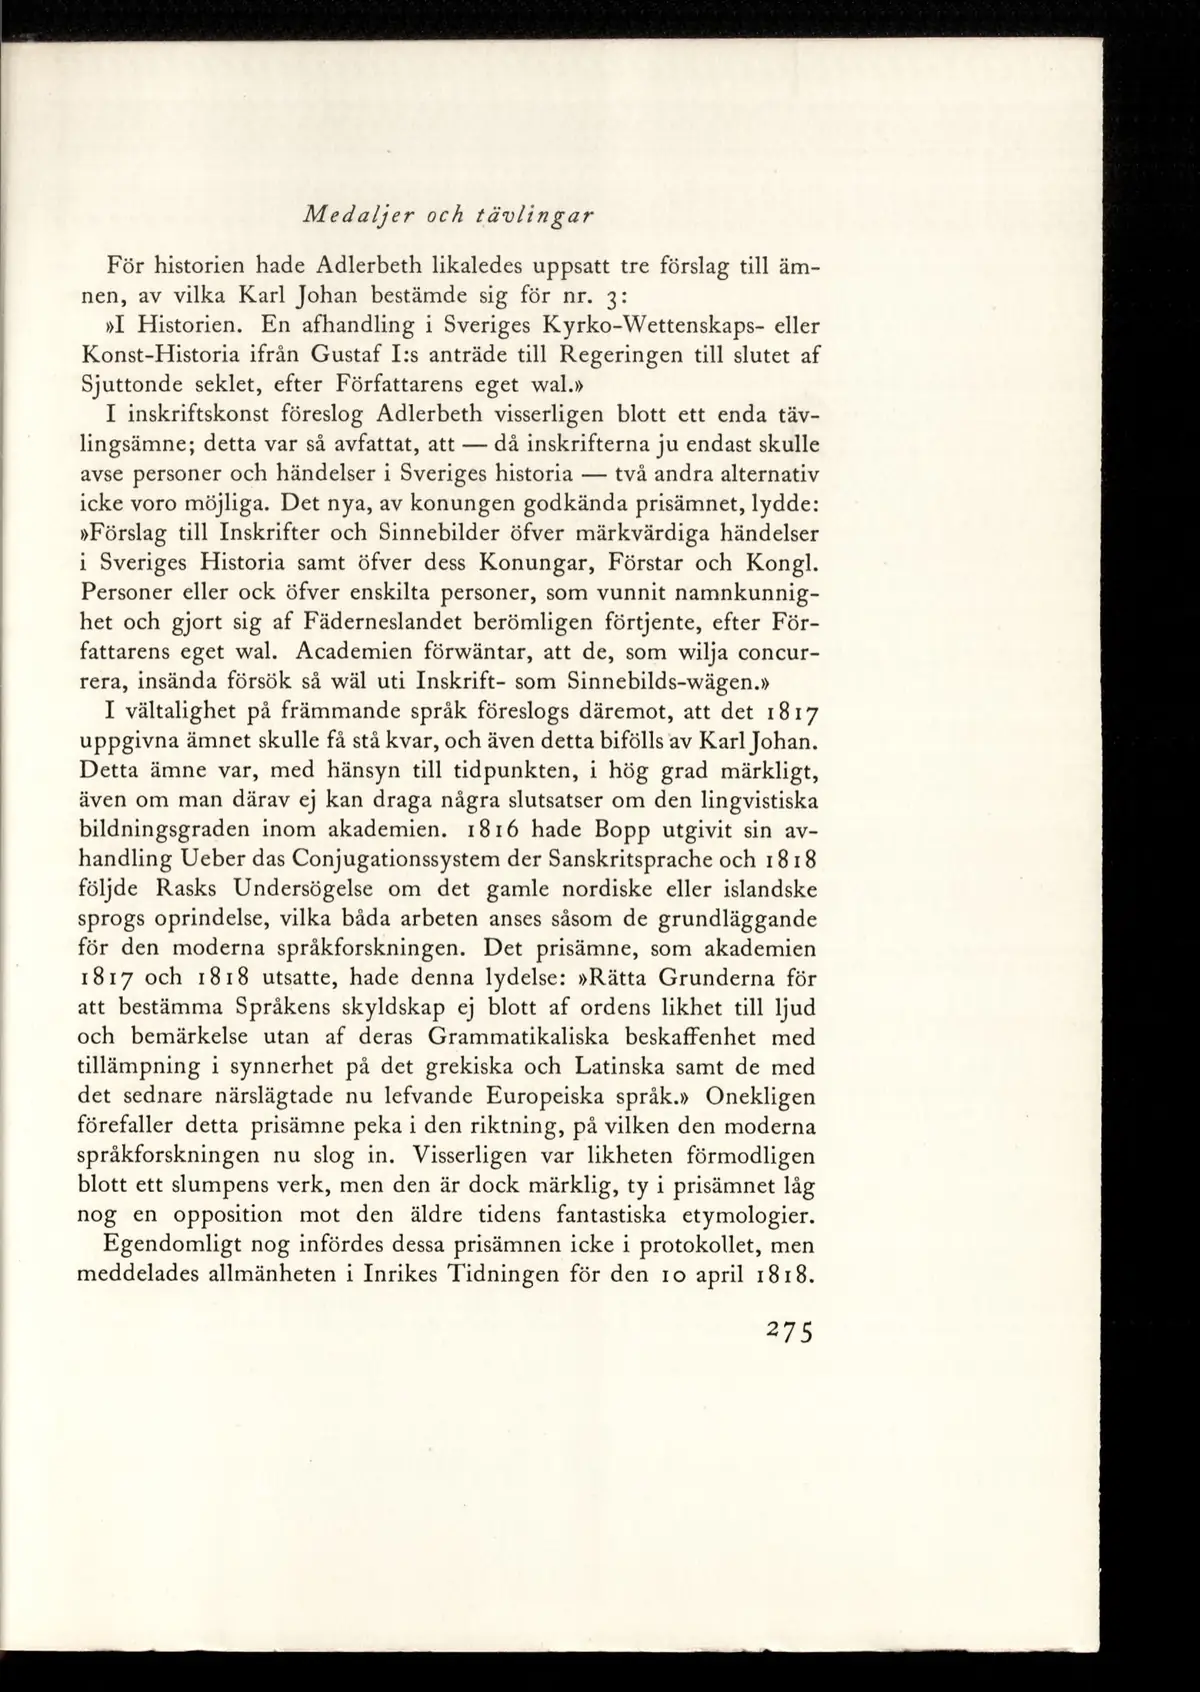 Medaljer och tävlingar
För historien hade Adlerbeth likaledes uppsatt tre förslag till äm-
nen, av vilka Karl Johan bestämde sig för nr. 3:
»I Historien. En afhandling i Sveriges Kyrko-Wettenskaps- eller
Konst-Historia ifrån Gustaf I:s anträde till Regeringen till slutet af
Sjuttonde seklet, efter Författarens eget wal.»
I inskriftskonst föreslog Adlerbeth visserligen blott ett enda täv-
lingsämne; detta var så avfattat, att — då inskrifterna ju endast skulle
avse personer och händelser i Sveriges historia — två andra alternativ
icke voro möjliga. Det nya, av konungen godkända prisämnet, lydde:
»Förslag till Inskrifter och Sinnebilder öfver märkvärdiga händelser
i Sveriges Historia samt öfver dess Konungar, Förstar och Kongl.
Personer eller ock öfver enskilta personer, som vunnit namnkunnig-
het och gjort sig af Fäderneslandet berömligen förtjente, efter För-
fattarens eget wal. Academien förwäntar, att de, som wilja concur-
rera, insända försök så wäl uti Inskrift- som Sinnebilds-wägen.»
I vältalighet på främmande språk föreslogs däremot, att det 1817
uppgivna ämnet skulle få stå kvar, och även detta bifölls av Karl Johan.
Detta ämne var, med hänsyn till tidpunkten, i hög grad märkligt,
även om man därav ej kan draga några slutsatser om den lingvistiska
bildningsgraden inom akademien. 1816 hade Bopp utgivit sin av-
handling Ueber das Conjugationssystem der Sanskritsprache och 1818
följde Rasks Undersögelse om det gamle nordiske eller islandske
sprogs oprindelse, vilka båda arbeten anses såsom de grundläggande
för den moderna språkforskningen. Det prisämne, som akademien
1817 och 1818 utsatte, hade denna lydelse: »Rätta Grunderna för
att bestämma Språkens skyldskap ej blott af ordens likhet till ljud
och bemärkelse utan af deras Grammatikaliska beskaffenhet med
tillämpning i synnerhet på det grekiska och Latinska samt de med
det sednare närslägtade nu lefvande Europeiska språk.» Onekligen
förefaller detta prisämne peka i den riktning, på vilken den moderna
språkforskningen nu slog in. Visserligen var likheten förmodligen
blott ett slumpens verk, men den är dock märklig, ty i prisämnet låg
nog en opposition mot den äldre tidens fantastiska etymologier.
Egendomligt nog infördes dessa prisämnen icke i protokollet, men
meddelades allmänheten i Inrikes Tidningen för den 10 april 1818.
275